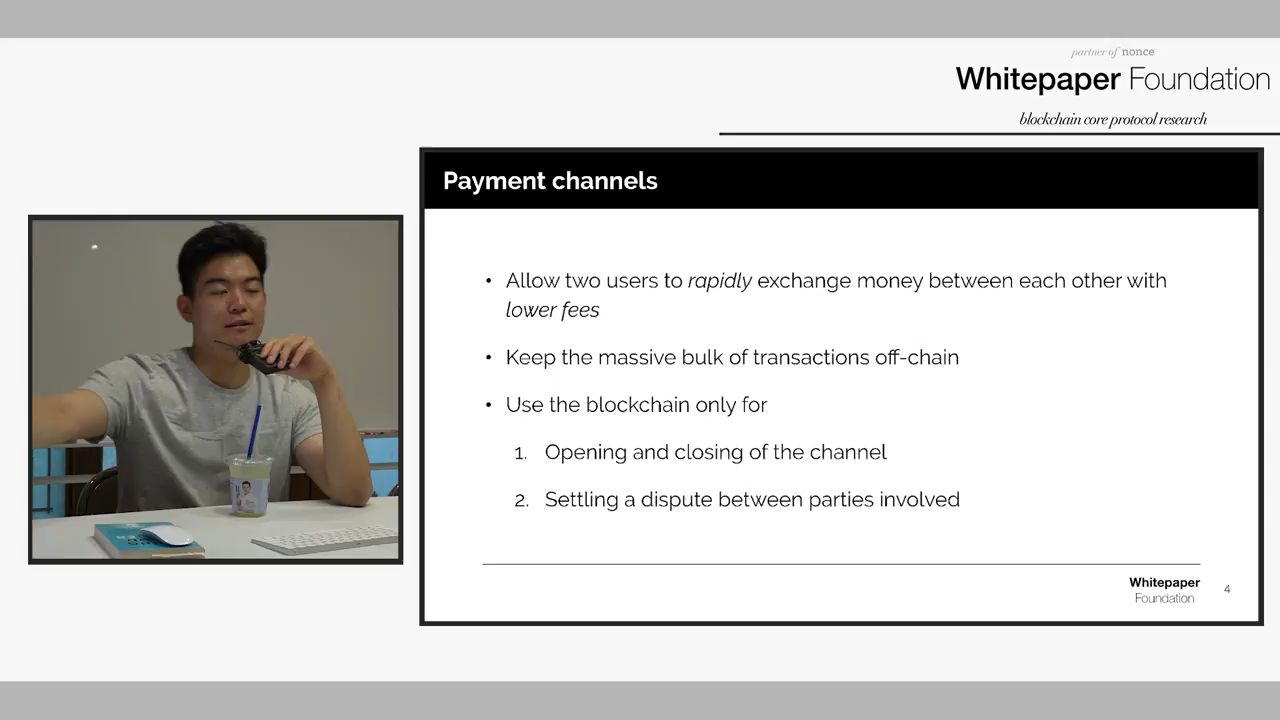 partner of nonce
Whitepaper Foundation
blockchain core protocol research
Payment channels
• Allow two users to rapidly exchange money between each other with
lower fees
• Keep the massive bulk of transactions off-chain
• Use the blockchain only for
1. Opening and closing of the channel
2. Settling a dispute between parties involved
Whitepaper
Foundation
4